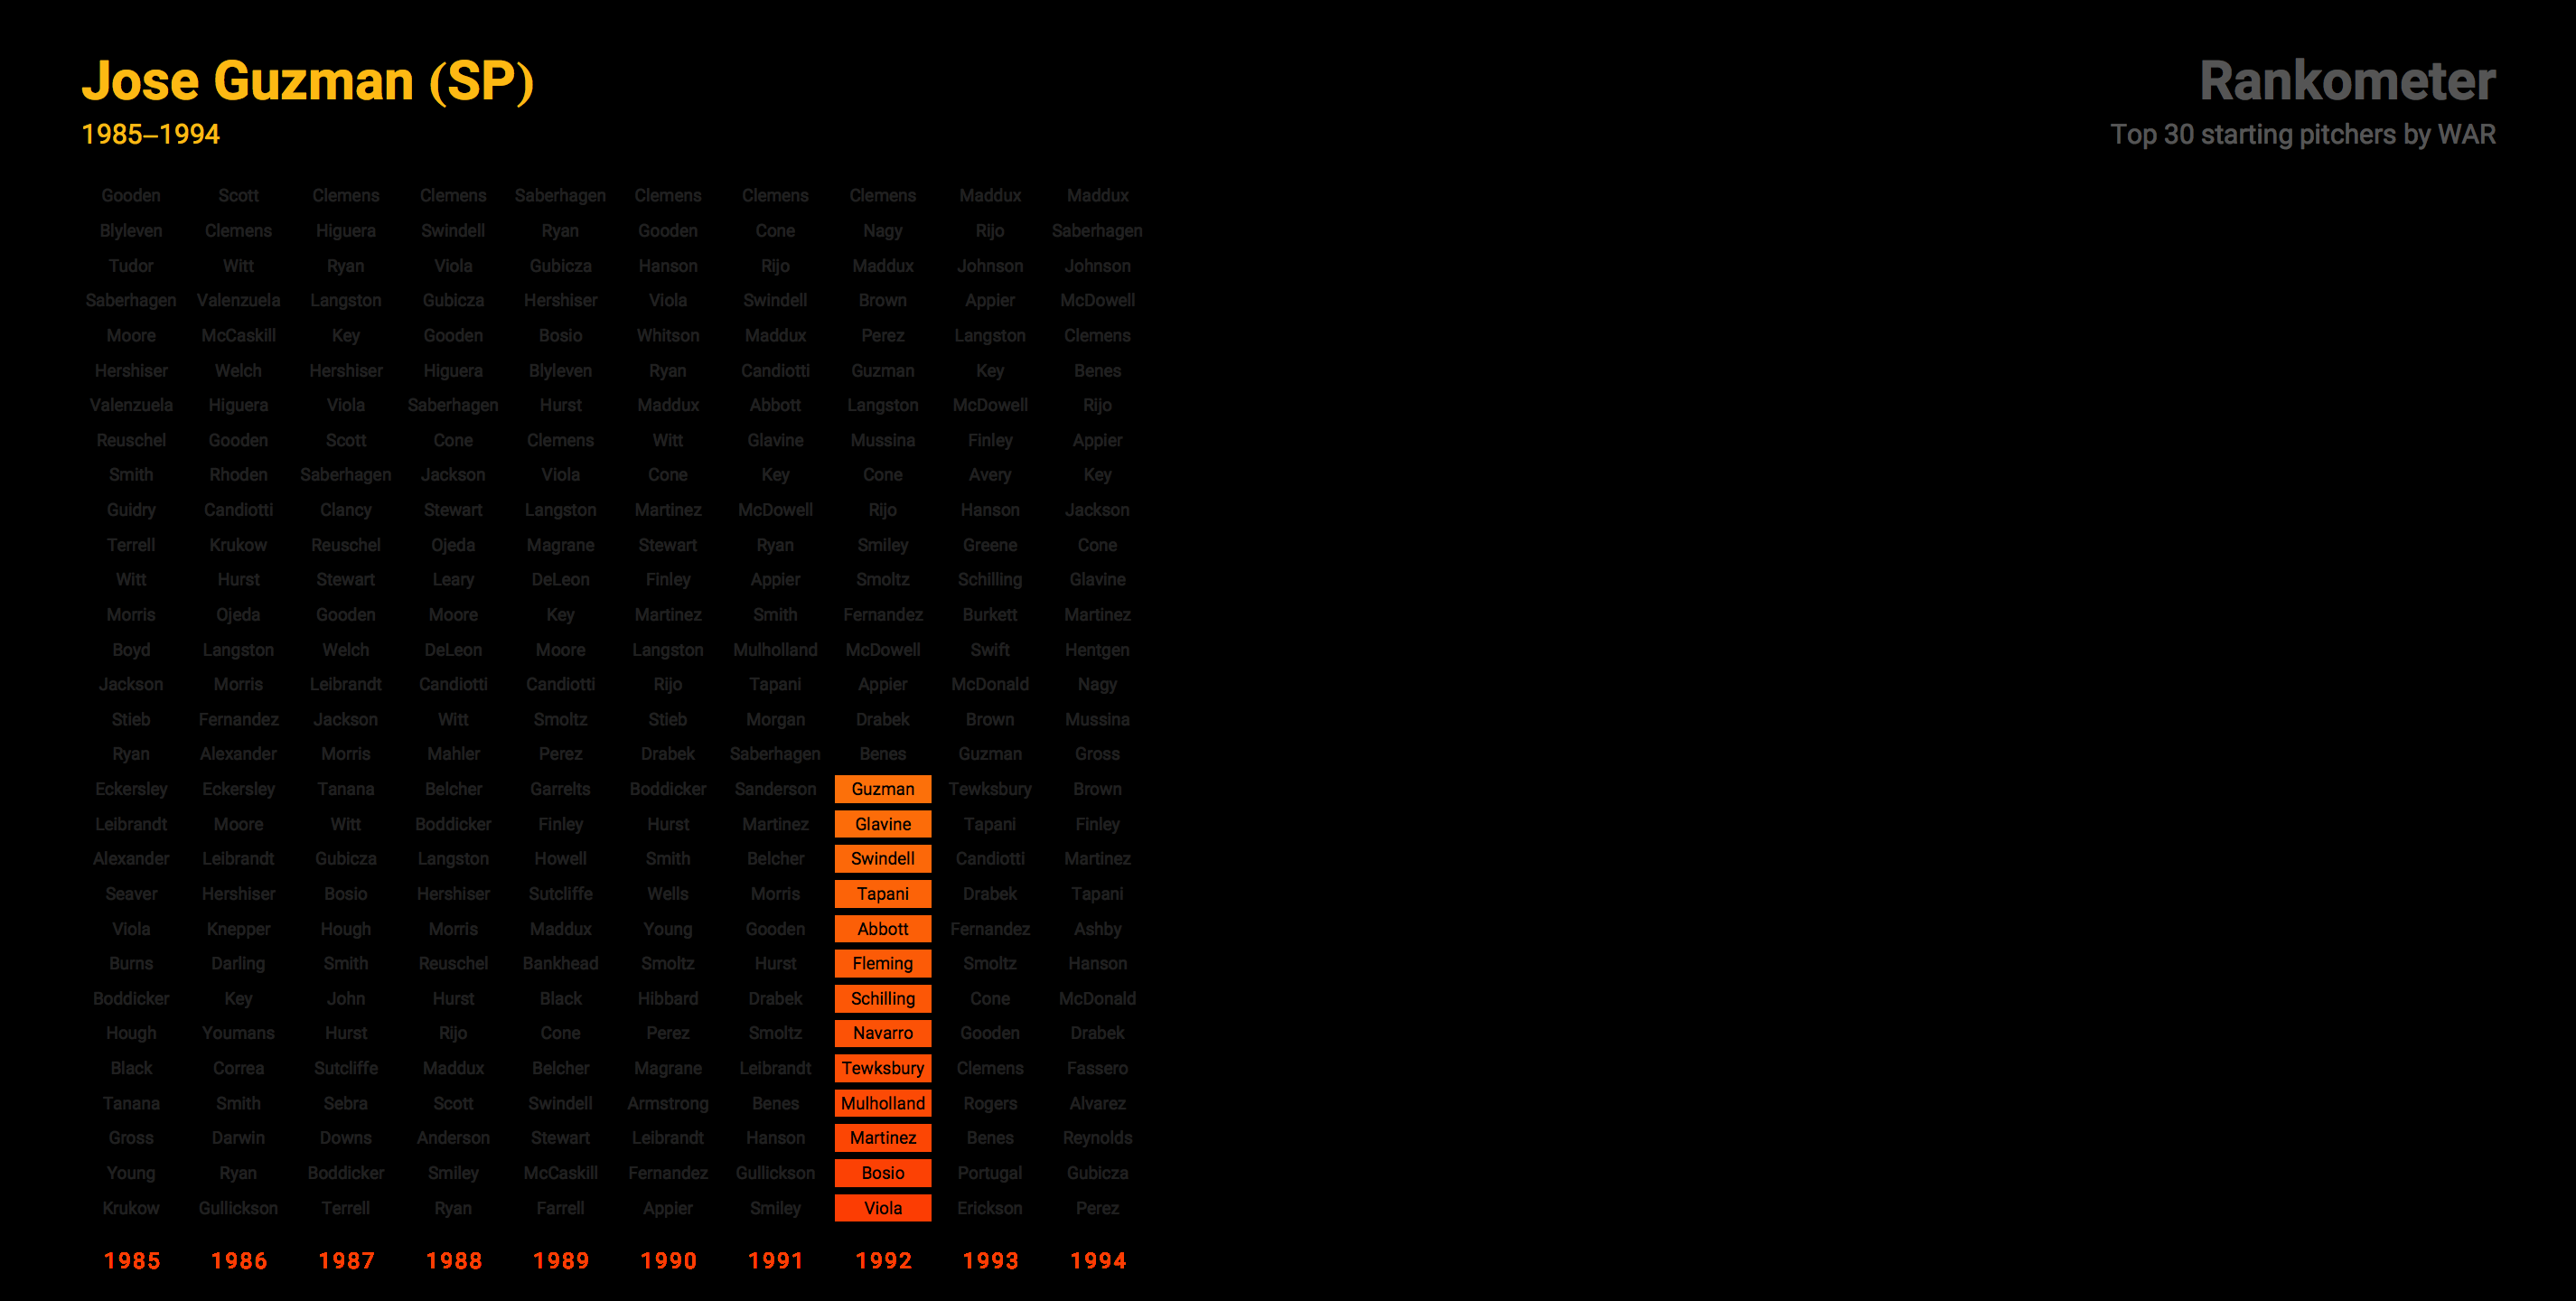 Jose Guzman (SP)
1985–1994
Rankometer
Top 30 starting pitchers by WAR
Gooden Scott Clemens Clemens Saberhagen Clemens Clemens Clemens Maddux Maddux
Blyleven Clemens Higuera Swindell Ryan Gooden Cone Nagy Rijo Saberhagen
Tudor Witt Ryan Viola Gubicza Hanson Rijo Maddux Johnson Johnson
Saberhagen Valenzuela Langston Gubicza Hershiser Viola Swindell Brown Appier McDowell
Moore McCaskill Key Gooden Bosio Whitson Maddux Perez Langston Clemens
Hershiser Welch Hershiser Higuera Blyleven Ryan Candiotti Guzman Key Benes
Valenzuela Higuera Viola Saberhagen Hurst Maddux Abbott Langston McDowell Rijo
Reuschel Gooden Scott Cone Clemens Witt Glavine Mussina Finley Appier
Smith Rhoden Saberhagen Jackson Viola Cone Key Cone Avery Key
Guidry Candiotti Clancy Stewart Langston Martinez McDowell Rijo Hanson Jackson
Terrell Krukow Reuschel Ojeda Magrane Stewart Ryan Smiley Greene Cone
Witt Hurst Stewart Leary DeLeon Finley Appier Smoltz Schilling Glavine
Morris Ojeda Gooden Moore Key Martinez Smith Fernandez Burkett Martinez
Boyd Langston Welch DeLeon Moore Langston Mulholland McDowell Swift Hentgen
Jackson Morris Leibrandt Candiotti Candiotti Rijo Tapani Appier McDonald Nagy
Stieb Fernandez Jackson Witt Smoltz Stieb Morgan Drabek Brown Mussina
Ryan Alexander Morris Mahler Perez Drabek Saberhagen Benes Guzman Gross
Eckersley Eckersley Tanana Belcher Garrelts Boddicker Sanderson Guzman Tewksbury Brown
Leibrandt Moore Witt Boddicker Finley Hurst Martinez Glavine Tapani Finley
Alexander Leibrandt Gubicza Langston Howell Smith Belcher Swindell Candiotti Martinez
Seaver Hershiser Bosio Hershiser Sutcliffe Wells Morris Tapani Drabek Tapani
Viola Knepper Hough Morris Maddux Young Gooden Abbott Fernandez Ashby
Burns Darling Smith Reuschel Bankhead Smoltz Hurst Fleming Smoltz Hanson
Boddicker Key John Hurst Black Hibbard Drabek Schilling Cone McDonald
Hough Youmans Hurst Rijo Cone Perez Smoltz Navarro Gooden Drabek
Black Correa Sutcliffe Maddux Belcher Magrane Leibrandt Tewksbury Clemens Fassero
Tanana Smith Sebra Scott Swindell Armstrong Benes Mulholland Rogers Alvarez
Gross Darwin Downs Anderson Stewart Leibrandt Hanson Martinez Benes Reynolds
Young Ryan Boddicker Smiley McCaskill Fernandez Gullickson Bosio Portugal Gubicza
Krukow Gullickson Terrell Ryan Farrell Appier Smiley Viola Erickson Perez
1985 1986 1987 1988 1989 1990 1991 1992 1993 1994